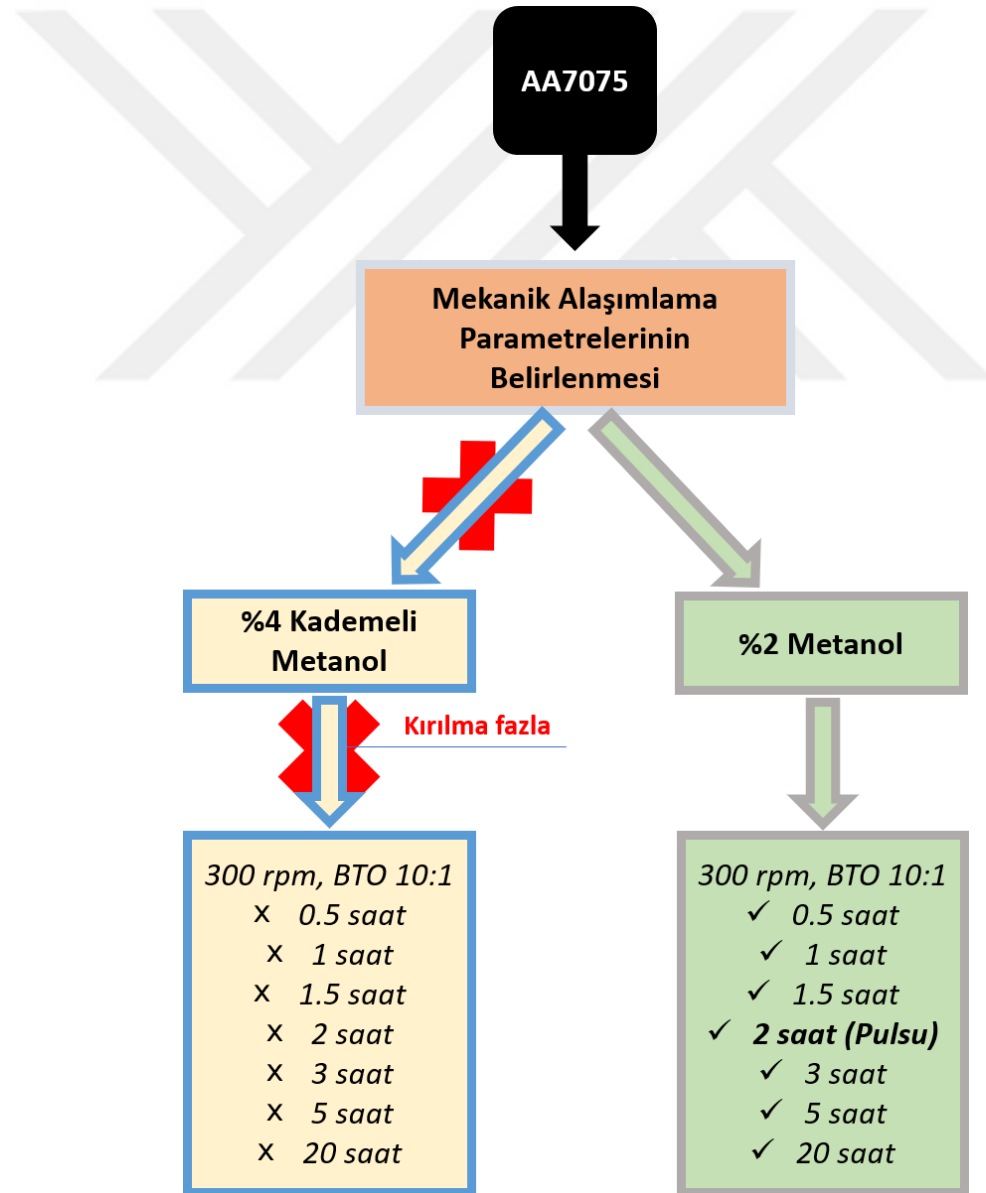 AA7075
Mekanik Alaşımlama
Parametrelerinin
Belirlenmesi
%4 Kademeli
Metanol
Kırılma fazla
300 rpm, BTO 10:1
x 0.5 saat
x 1 saat
x 1.5 saat
x 2 saat
x 3 saat
x 5 saat
x 20 saat
%2 Metanol
300 rpm, BTO 10:1
✓ 0.5 saat
✓ 1 saat
✓ 1.5 saat
✓ 2 saat (Pulsu)
✓ 3 saat
✓ 5 saat
✓ 20 saat